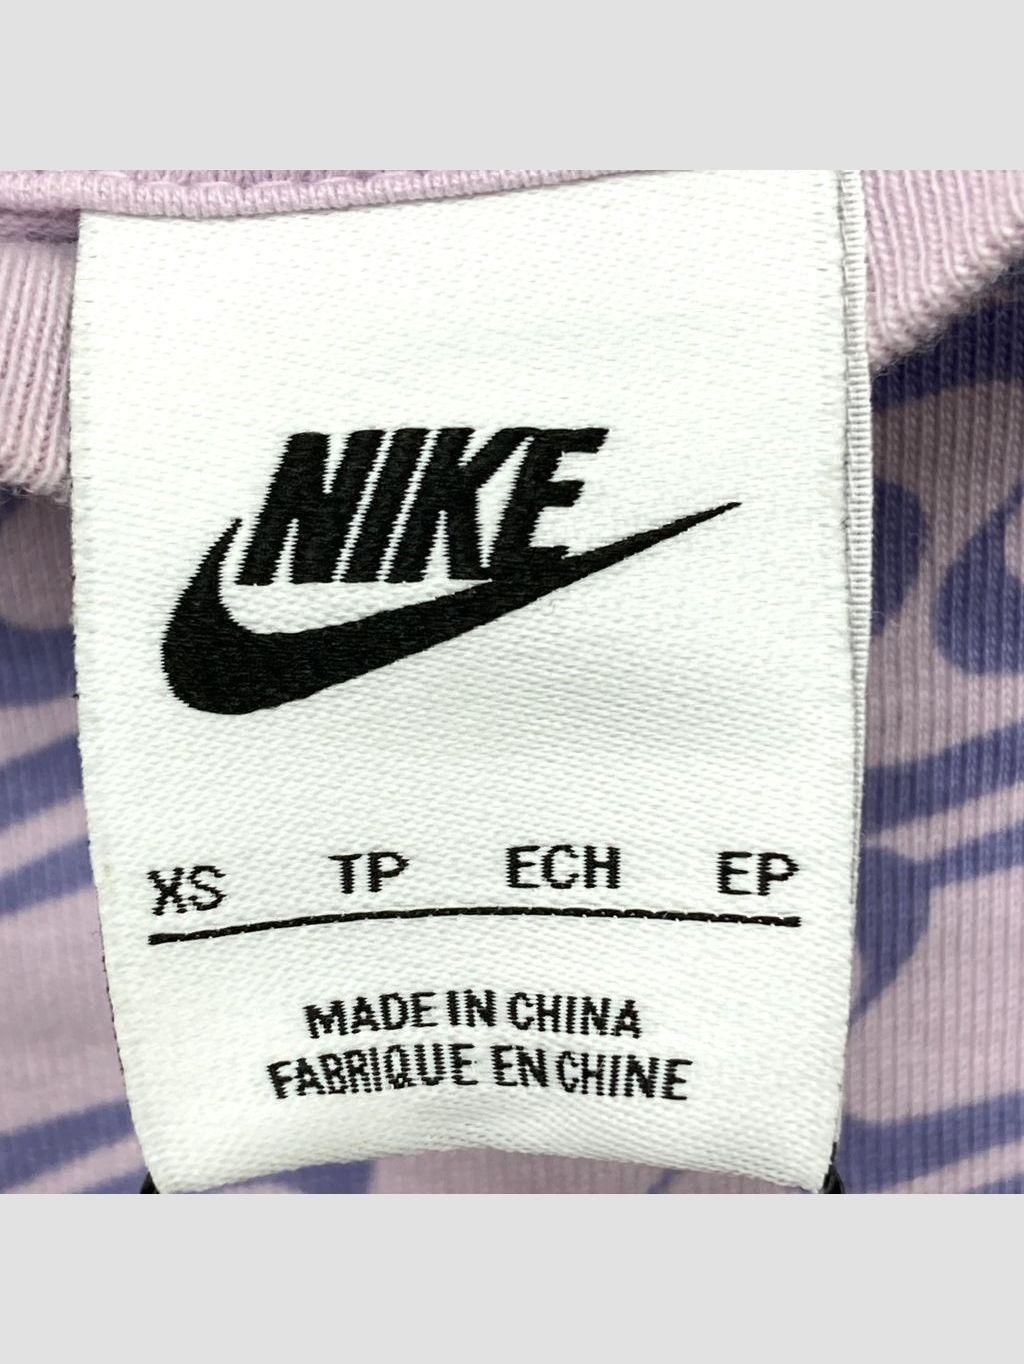 NIKE
XS TP ECH EP
MADE IN CHINA
FABRIQUE EN CHINE